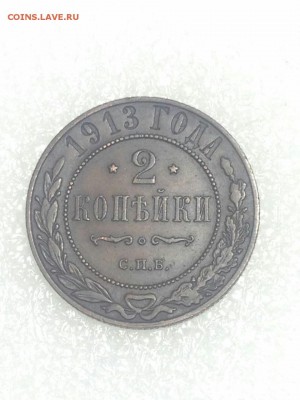 COINS.LAVE.RU
1913 ГОДА
* 2 *
КОПѢЙКИ
С.П.Б.